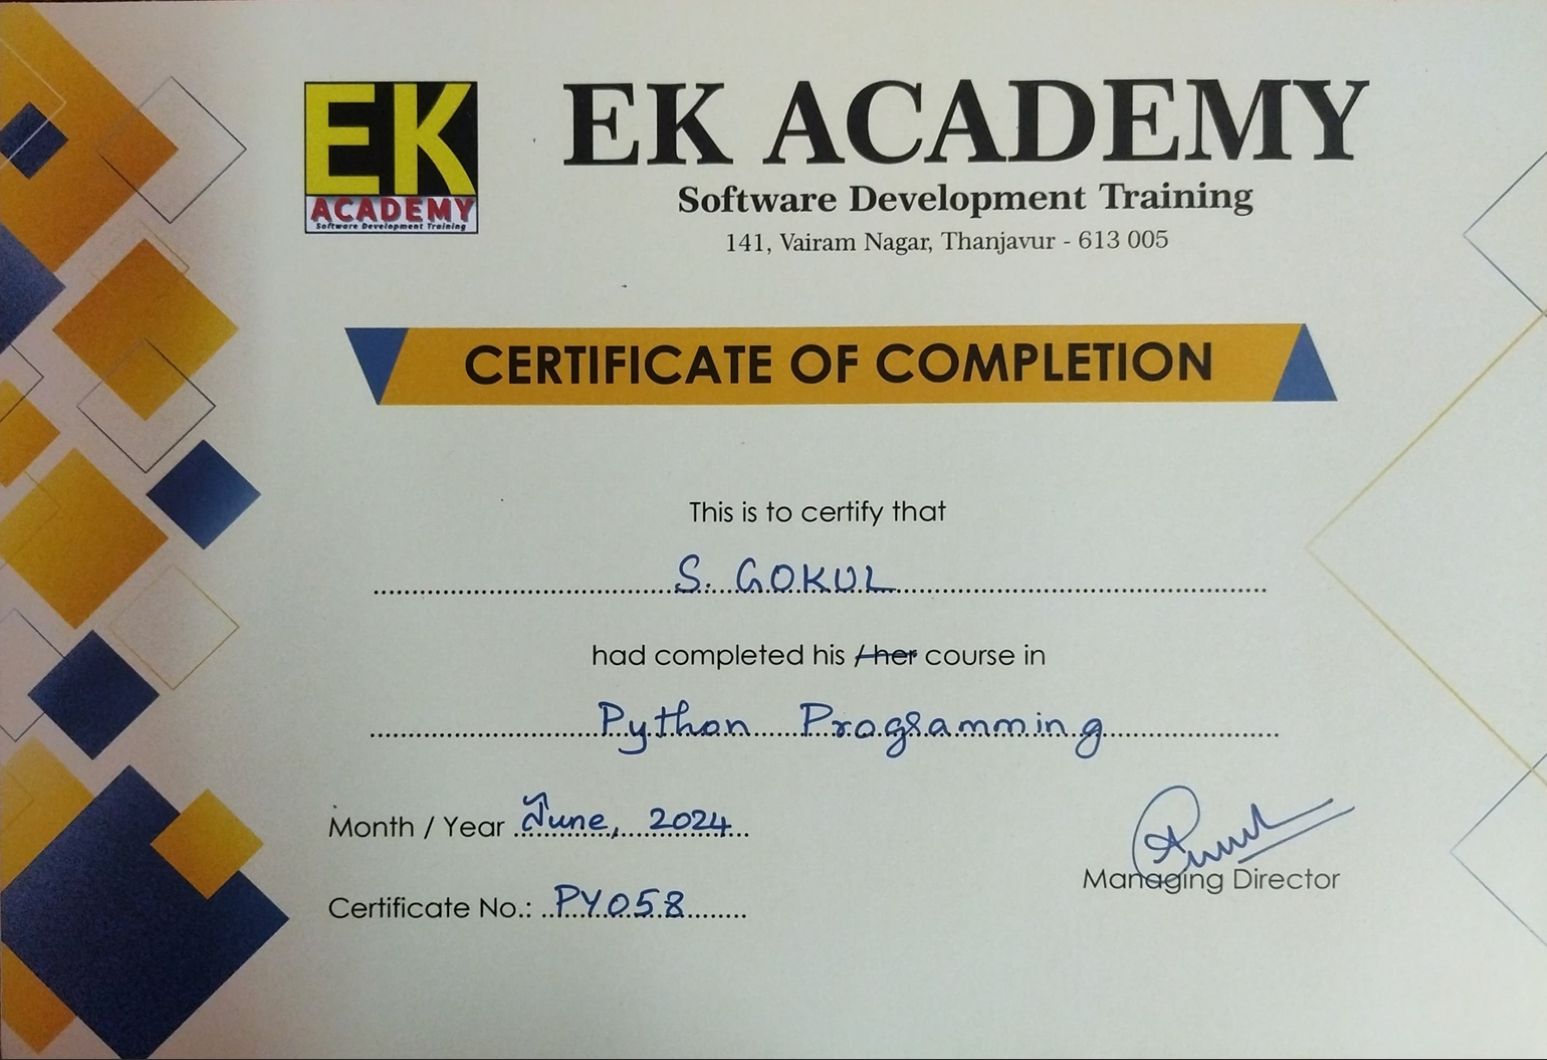 EK
ACADEMY
Software Development Training
EK ACADEMY
Software Development Training
141, Vairam Nagar, Thanjavur - 613 005
CERTIFICATE OF COMPLETION
This is to certify that
S. GOKUL
had completed his / her course in
Python Programming
Month / Year June, 2024
Managing Director
Certificate No.: PY058